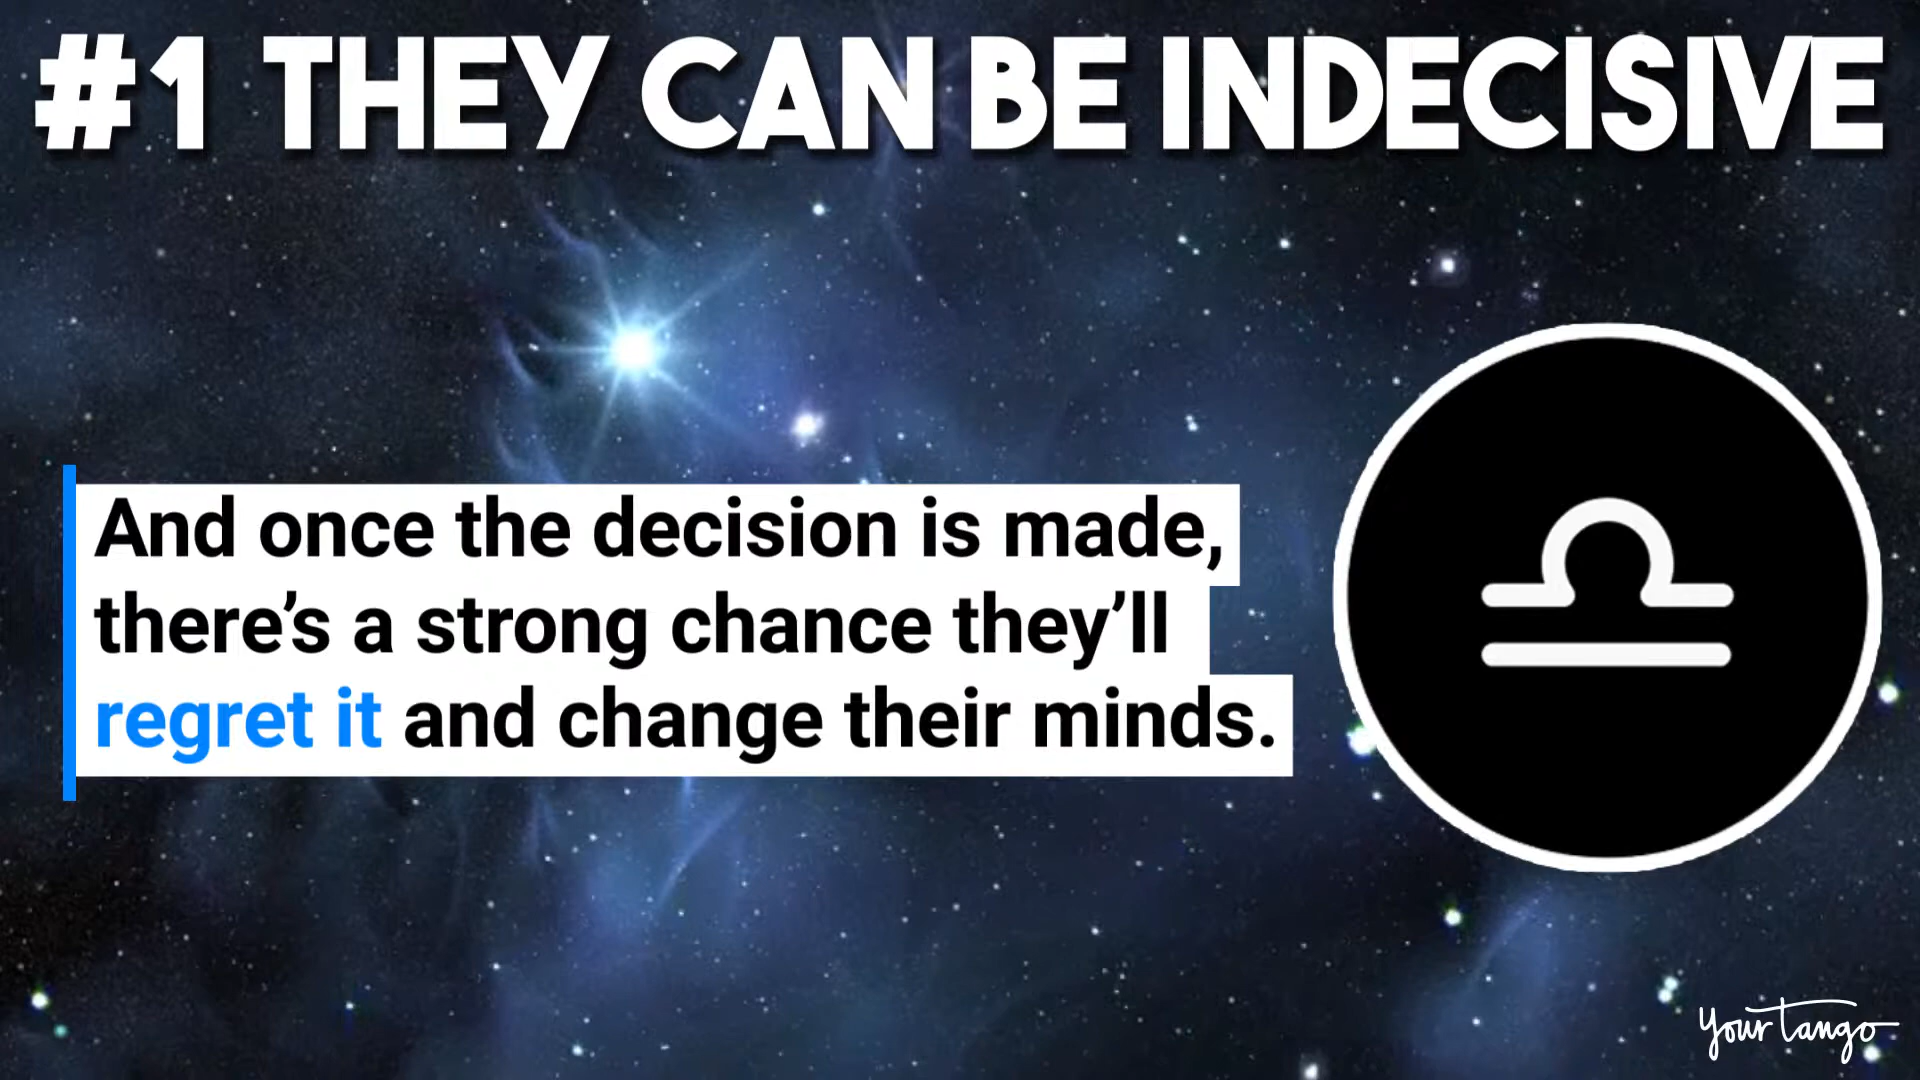 #1 THEY CAN BE INDECISIVE
And once the decision is made,
there’s a strong chance they’ll
regret it and change their minds.
yourtango